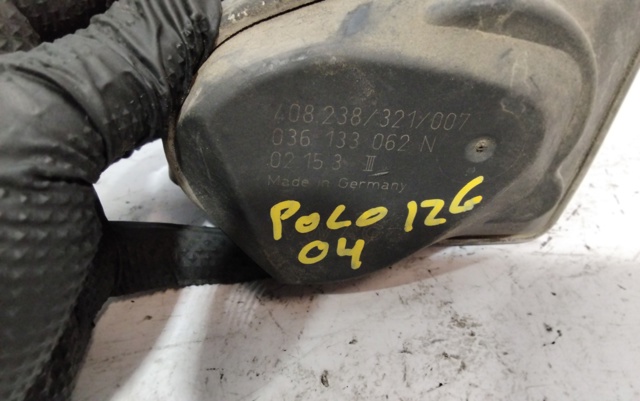 408.238/321/007
036 133 062 N
02 15 3 III
Made in Germany
POLO 12G
04